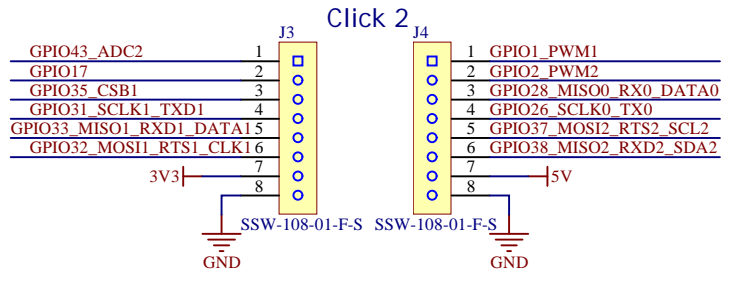 Click 2
J3 J4
GPIO43_ADC2 1 1 GPIO1_PWM1
GPIO17 2 2 GPIO2_PWM2
GPIO35_CSB1 3 3 GPIO28_MISO0_RX0_DATA0
GPIO31_SCLK1_TXD1 4 4 GPIO26_SCLK0_TX0
GPIO33_MISO1_RXD1_DATA1 5 5 GPIO37_MOSI2_RTS2_SCL2
GPIO32_MOSI1_RTS1_CLK1 6 6 GPIO38_MISO2_RXD2_SDA2
3V3 7 7 5V
8 8
SSW-108-01-F-S SSW-108-01-F-S
GND GND